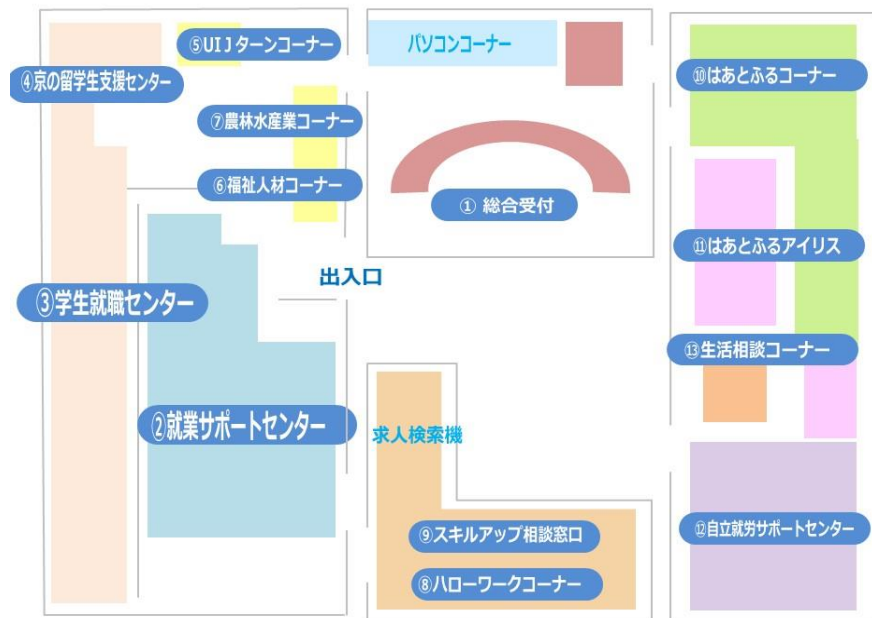 ⑤UIJターンコーナー
パソコンコーナー
④京の留学生支援センター
⑩はあとふるコーナー
⑦農林水産業コーナー
⑥福祉人材コーナー
① 総合受付
⑪はあとふるアイリス
出入口
③学生就職センター
⑬生活相談コーナー
②就業サポートセンター
求人検索機
⑨スキルアップ相談窓口
⑫自立就労サポートセンター
⑧ハローワークコーナー